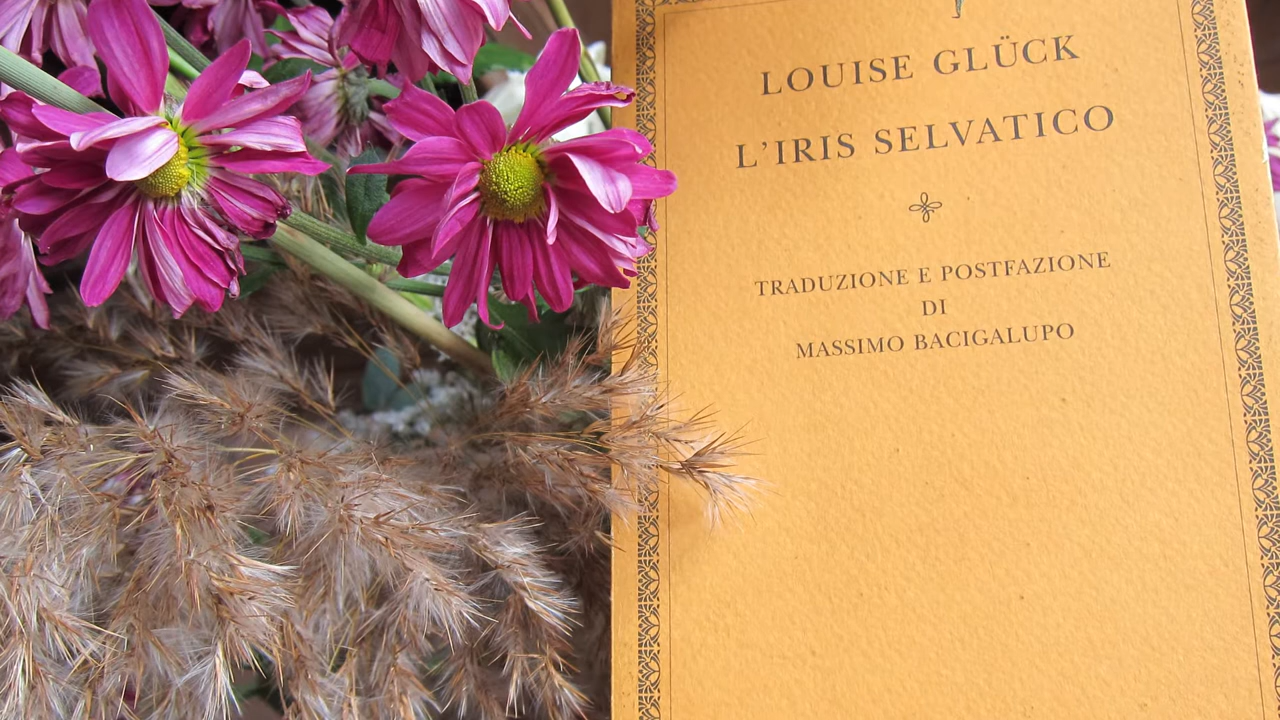 LOUISE GLÜCK
L'IRIS SELVATICO
TRADUZIONE E POSTFAZIONE
DI
MASSIMO BACIGALUPO